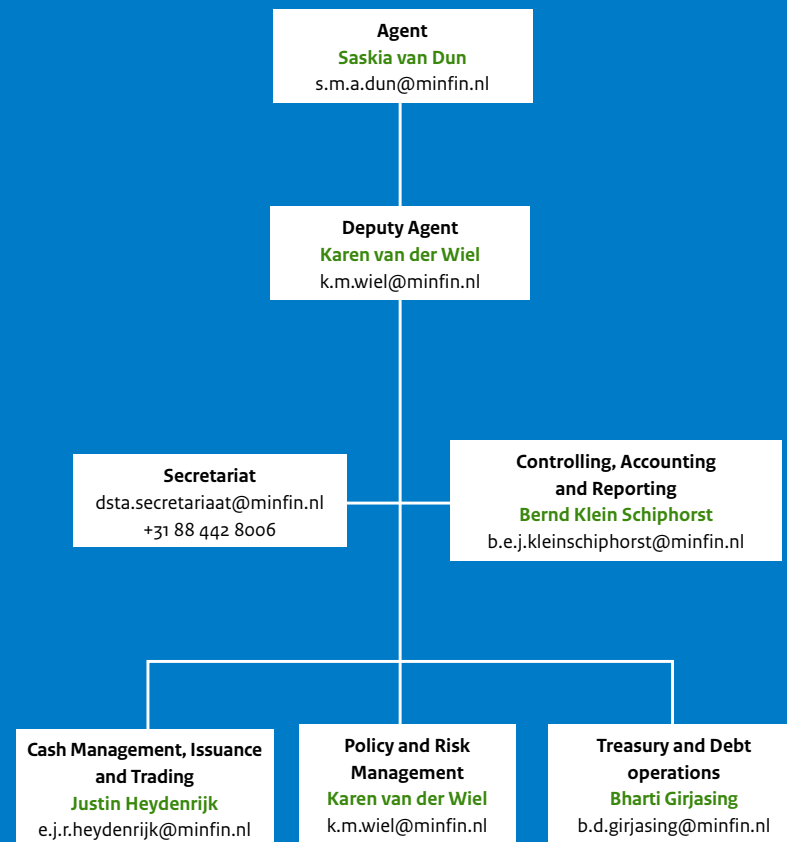 Agent
Saskia van Dun
s.m.a.dun@minfin.nl
Deputy Agent
Karen van der Wiel
k.m.wiel@minfin.nl
Secretariat
dsta.secretariaat@minfin.nl
+31 88 442 8006
Controlling, Accounting
and Reporting
Bernd Klein Schiphorst
b.e.j.kleinschiphorst@minfin.nl
Cash Management, Issuance
and Trading
Justin Heydenrijk
e.j.r.heydenrijk@minfin.nl
Policy and Risk
Management
Karen van der Wiel
k.m.wiel@minfin.nl
Treasury and Debt
operations
Bharti Girjasing
b.d.girjasing@minfin.nl